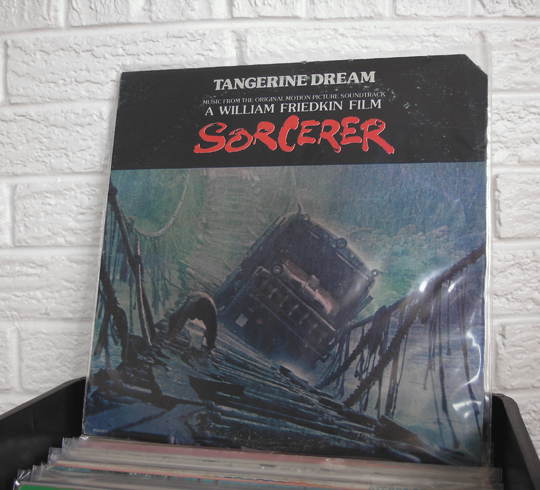 TANGERINE DREAM
MUSIC FROM THE ORIGINAL MOTION PICTURE SOUNDTRACK
A WILLIAM FRIEDKIN FILM
SORCERER